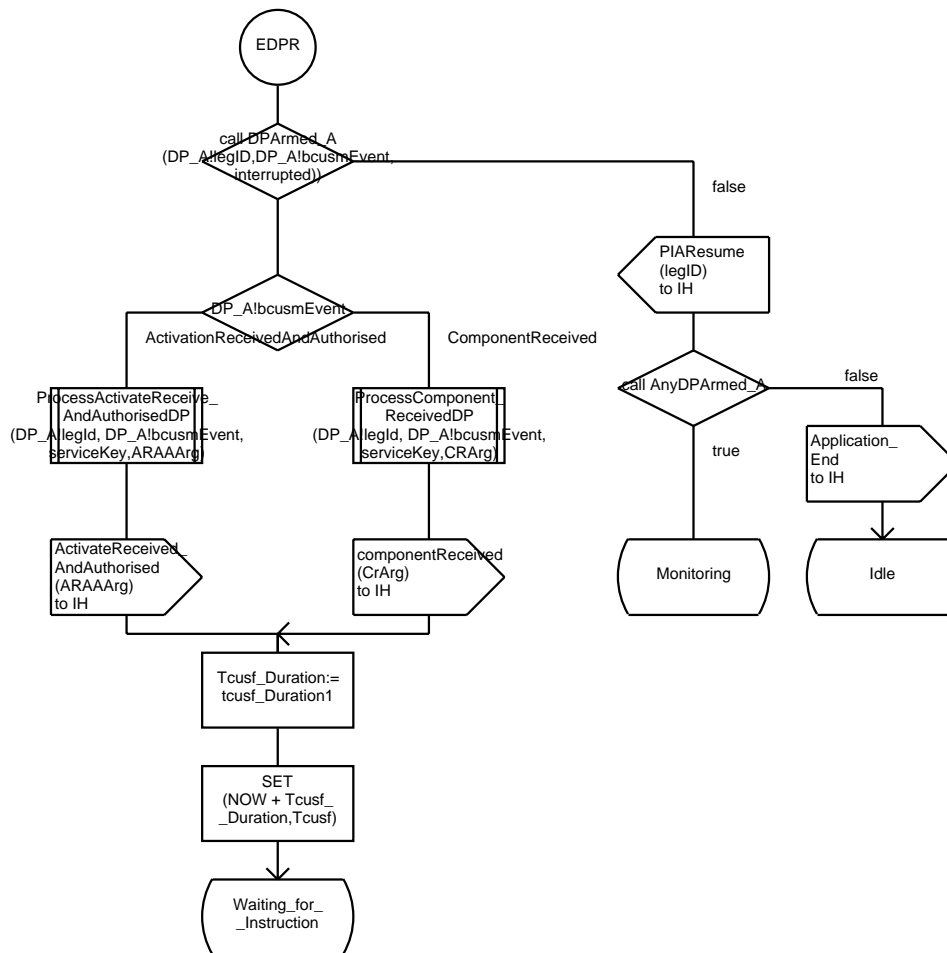 EDPR
call DPArmed_A
(DP_A!legID,DP_A!bcusmEvent,
interrupted))
false
PIAResume
(legID)
to IH
DP_A!bcusmEvent
ActivationReceivedAndAuthorised
ComponentReceived
call AnyDPArmed_A
false
true
ProcessActivateReceive_
AndAuthorisedDP
(DP_A!legId, DP_A!bcusmEvent,
serviceKey,ARAAArg)
ProcessComponent_
ReceivedDP
(DP_A!legId, DP_A!bcusmEvent,
serviceKey,CRArg)
Application_
End
to IH
ActivateReceived_
AndAuthorised
(ARAAArg)
to IH
componentReceived
(CrArg)
to IH
Monitoring
Idle
Tcusf_Duration:=
tcusf_Duration1
SET
(NOW + Tcusf_
_Duration,Tcusf)
Waiting_for_
_Instruction